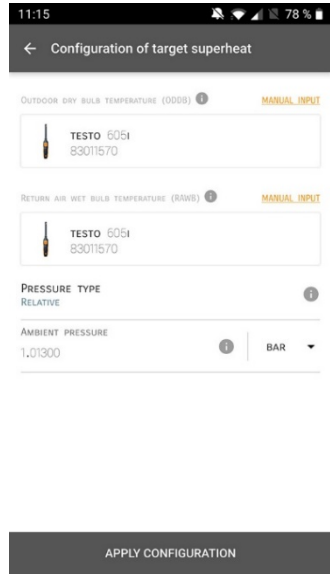 11:15 78 %
Configuration of target superheat
OUTDOOR DRY BULB TEMPERATURE (ODDB) MANUAL INPUT
TESTO 605I
83011570
RETURN AIR WET BULB TEMPERATURE (RAWB) MANUAL INPUT
TESTO 605I
83011570
PRESSURE TYPE
RELATIVE
AMBIENT PRESSURE
1.01300 BAR
APPLY CONFIGURATION